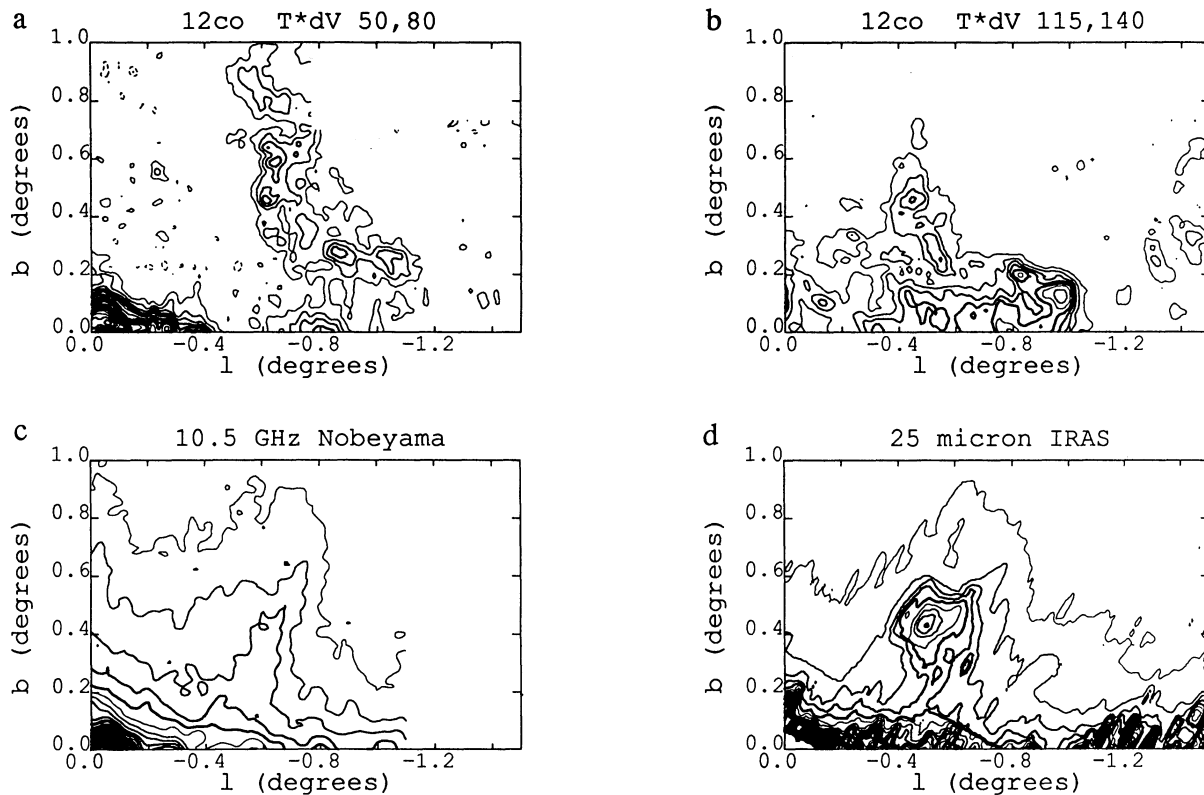 a
12co T*dV 50,80
1.0
0.8
0.6
0.4
0.2
0.0
b (degrees)
0.0 -0.4 -0.8 -1.2
l (degrees)
b
12co T*dV 115,140
1.0
0.8
0.6
0.4
0.2
0.0
b (degrees)
0.0 -0.4 -0.8 -1.2
l (degrees)
c
10.5 GHz Nobeyama
1.0
0.8
0.6
0.4
0.2
0.0
b (degrees)
0.0 -0.4 -0.8 -1.2
l (degrees)
d
25 micron IRAS
1.0
0.8
0.6
0.4
0.2
0.0
b (degrees)
0.0 -0.4 -0.8 -1.2
l (degrees)